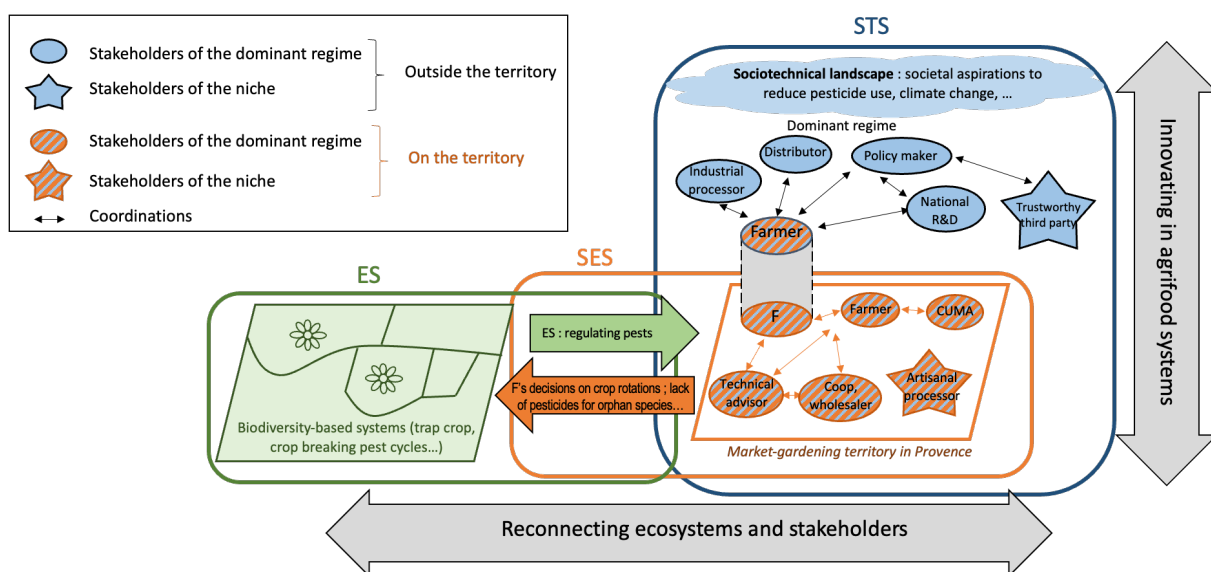 Stakeholders of the dominant regime
Stakeholders of the niche
Outside the territory
Stakeholders of the dominant regime
Stakeholders of the niche
On the territory
Coordinations
STS
Sociotechnical landscape : societal aspirations to
reduce pesticide use, climate change, ...
Dominant regime
Industrial
processor
Distributor
Policy maker
National
R&D
Trustworthy
third party
Farmer
Innovating in agrifood systems
SES
ES
F
Farmer
CUMA
Technical
advisor
Coop,
wholesaler
Artisanal
processor
Market-gardening territory in Provence
ES : regulating pests
F's decisions on crop rotations ; lack
of pesticides for orphan species...
Biodiversity-based systems (trap crop,
crop breaking pest cycles...)
Reconnecting ecosystems and stakeholders